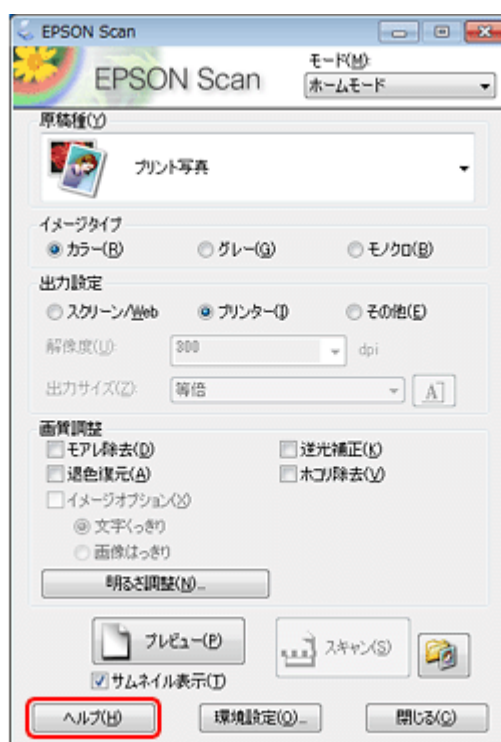 EPSON Scan
EPSON Scan
モード(M):
ホームモード
原稿種(Y)
プリント写真
イメージタイプ
カラー(R) グレー(G) モノクロ(B)
出力設定
スクリーン/Web プリンター(I) その他(E)
解像度(U): 300 dpi
出力サイズ(Z): 等倍 A
画質調整
モアレ除去(D) 逆光補正(K)
退色復元(A) ホコリ除去(V)
イメージオプション(X)
文字くっきり
画像はっきり
明るさ調整(N)...
プレビュー(P) スキャン(S)
サムネイル表示(T)
ヘルプ(H) 環境設定(O)... 閉じる(C)